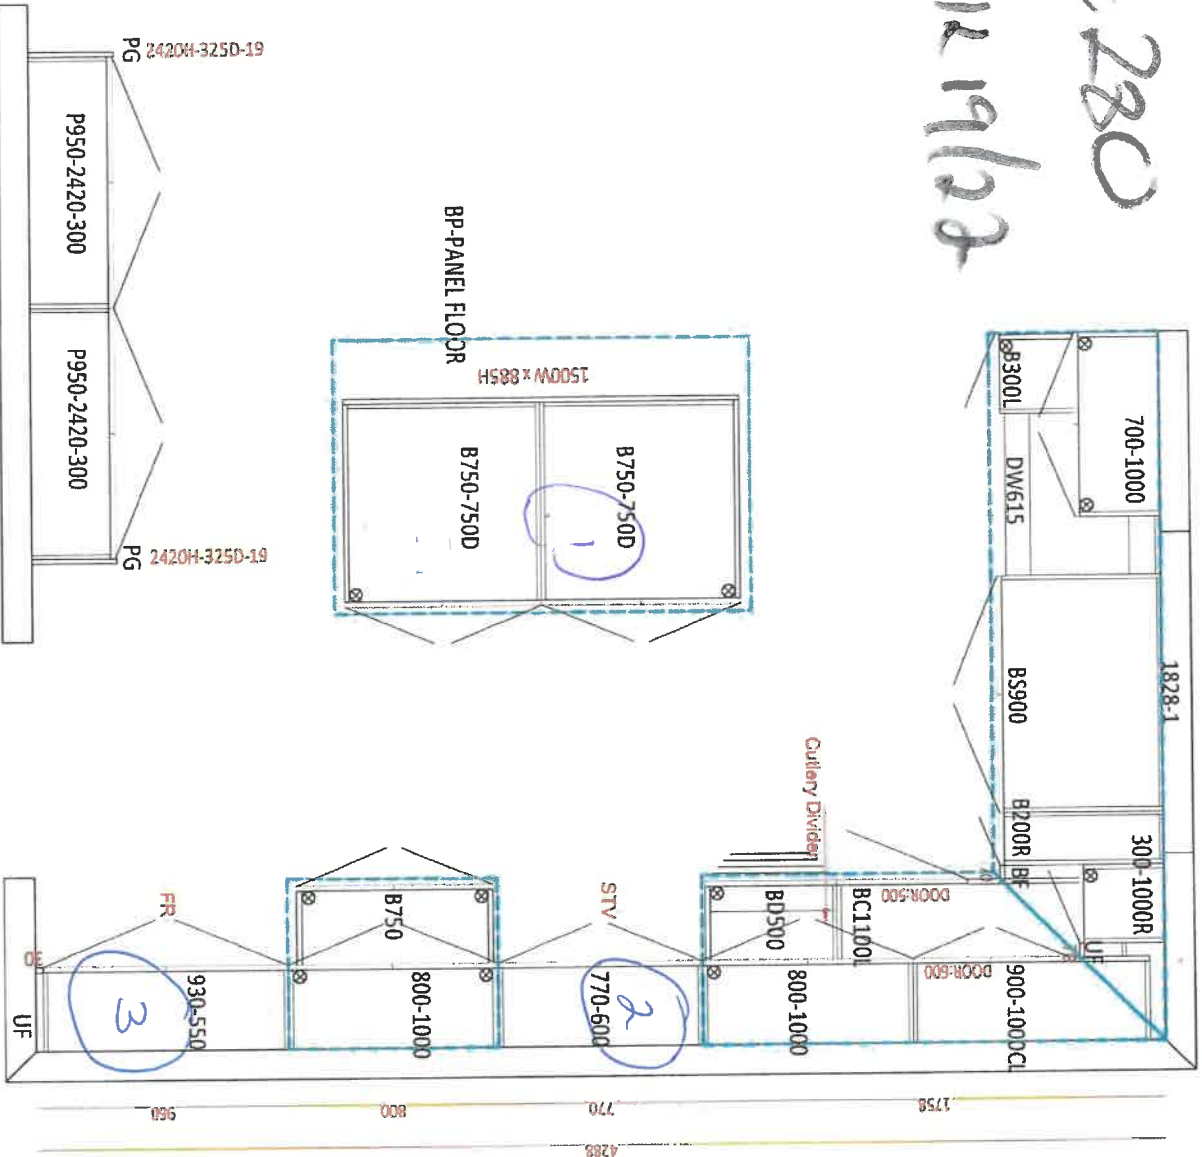 280
19/22
PG 2420H-325D-19
P950-2420-300
P950-2420-300
PG 2420H-325D-19
BP-PANEL FLOOR
1500W x 885H
B750-750D
B750-750D
1
B300L
700-1000
DW615
BS900
1828-1
B200R
BF
300-1000R
UF
Cutlery Divider
DOOR:500
BC1100L
BD500
DOOR:600
900-1000CL
800-1000
STV
770-600
2
B750
800-1000
FR
930-550
3
30
UF
960
800
770
1758
4288